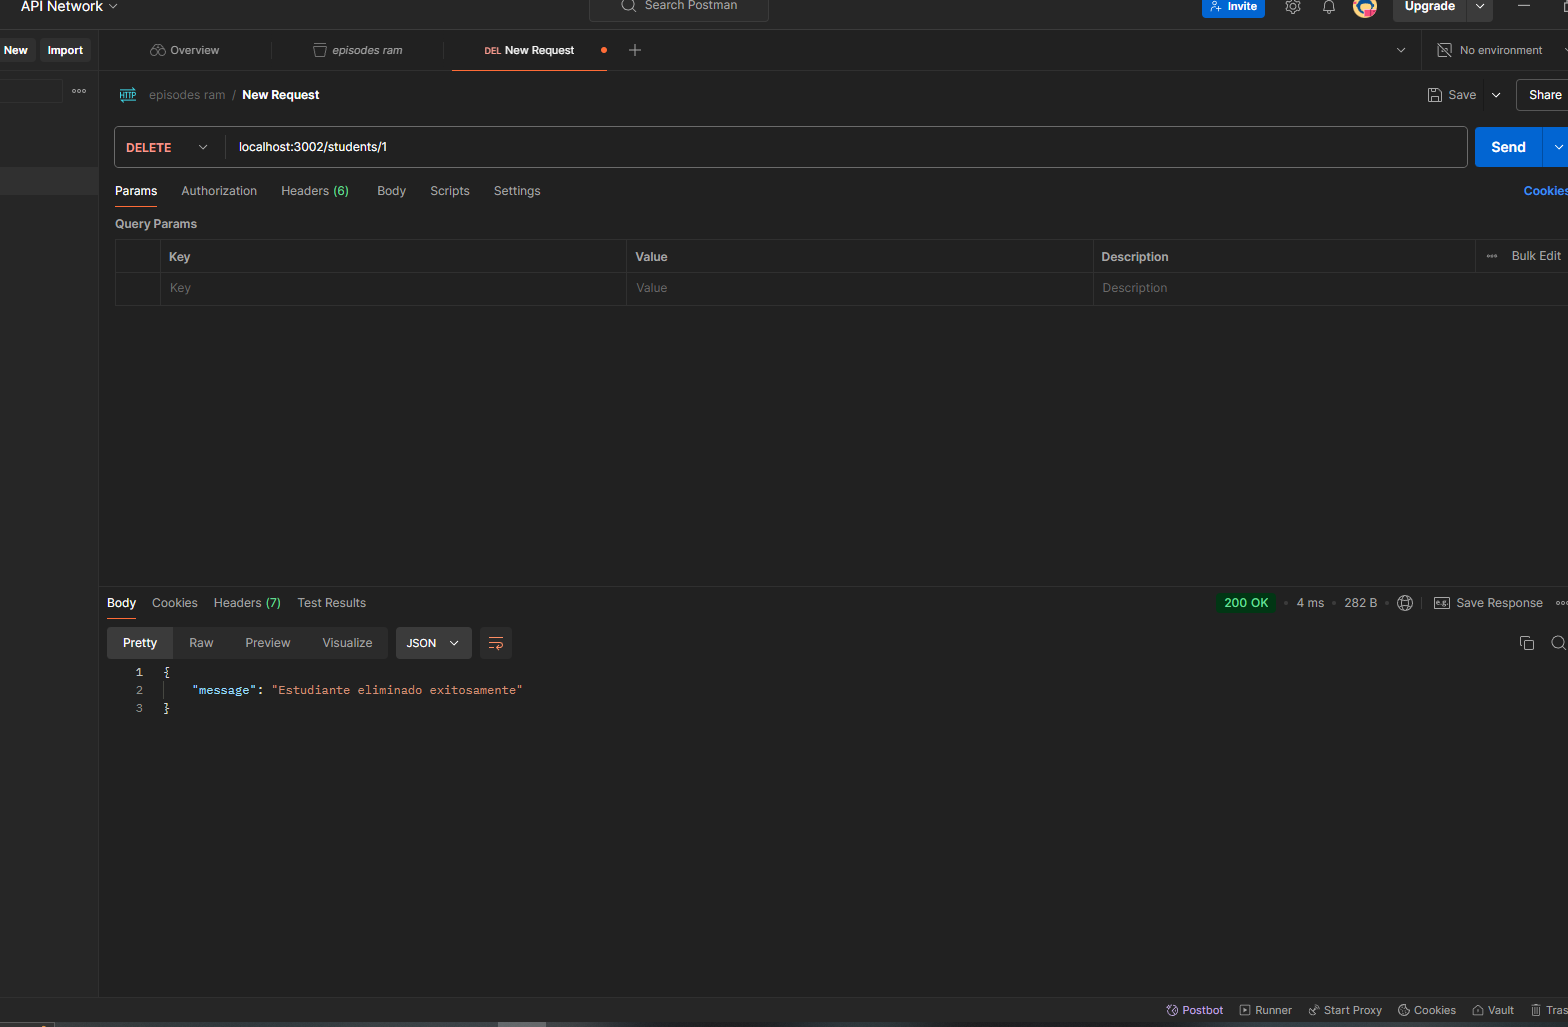 API Network
Search Postman
Invite
Upgrade
New
Import
Overview
episodes ram
DEL New Request
No environment
HTTP episodes ram / New Request
Save
Share
DELETE
localhost:3002/students/1
Send
Params
Authorization
Headers (6)
Body
Scripts
Settings
Cookies
Query Params
Key
Value
Description
Bulk Edit
Key
Value
Description
Body
Cookies
Headers (7)
Test Results
200 OK
4 ms
282 B
e.g. Save Response
Pretty
Raw
Preview
Visualize
JSON
1 {
2 "message": "Estudiante eliminado exitosamente"
3 }
Postbot
Runner
Start Proxy
Cookies
Vault
Tras